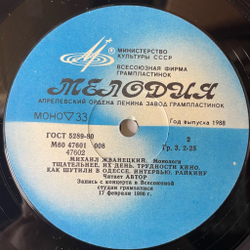 МИНИСТЕРСТВО
КУЛЬТУРЫ СССР
ВСЕСОЮЗНАЯ ФИРМА
ГРАМПЛАСТИНОК
МЕЛОДИЯ
АПРЕЛЕВСКИЙ ОРДЕНА ЛЕНИНА ЗАВОД ГРАМПЛАСТИНОК
МОНО 33
Год выпуска 1988
ГОСТ 5289-80
2
М60 47601 008
Гр. 3. 2-25
47602
МИХАИЛ ЖВАНЕЦКИЙ. Монологи
ТЩАТЕЛЬНЕЕ, ИХ ДЕНЬ, ТРУДНОСТИ КИНО,
КАК ШУТИЛИ В ОДЕССЕ, ИНТЕРВЬЮ, РАЙКИНУ
Читает АВТОР
Запись с концерта в Всесоюзной
студии грамзаписи
17 февраля 1988 г.